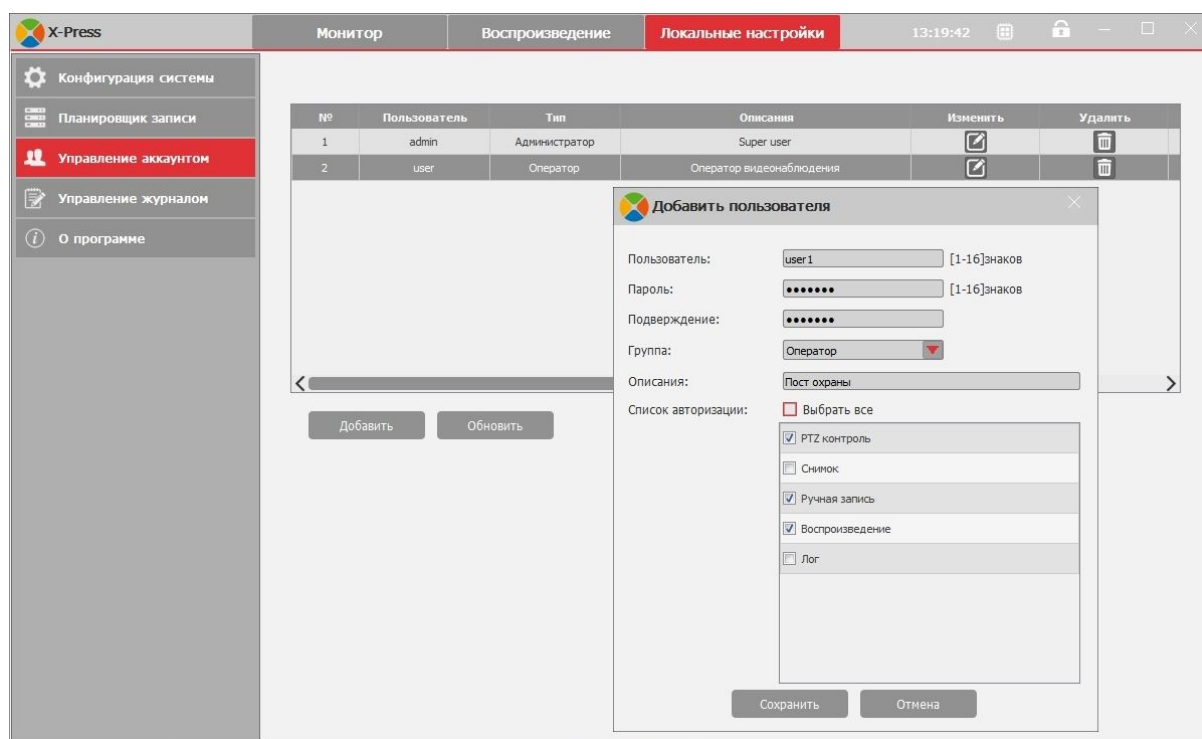 X-Press Монитор Воспроизведение Локальные настройки 13:19:42
Конфигурация системы
Планировщик записи
Управление аккаунтом
Управление журналом
i О программе
№ Пользователь Тип Описания Изменить Удалить
1 admin Администратор Super user
2 user Оператор Оператор видеонаблюдения
Добавить Обновить
Добавить пользователя
Пользователь: user1 [1-16]знаков
Пароль: ••••••• [1-16]знаков
Подверждение: •••••••
Группа: Оператор
Описания: Пост охраны
Список авторизации: Выбрать все
PTZ контроль
Снимок
Ручная запись
Воспроизведение
Лог
Сохранить Отмена